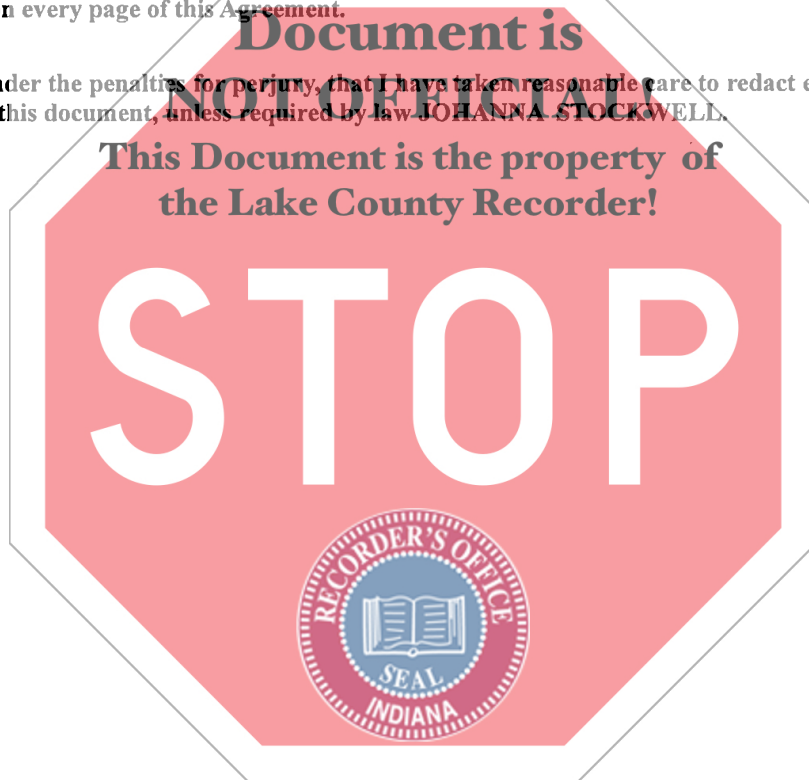 n every page of this Agreement.
Document is
der the penalties for perjury, that I have taken reasonable care to redact e
NOT OFFICIAL!
this document, unless required by law JOHANNA STOCKWELL.
This Document is the property of
the Lake County Recorder!
STOP
RECORDER'S OFFICE
SEAL
INDIANA